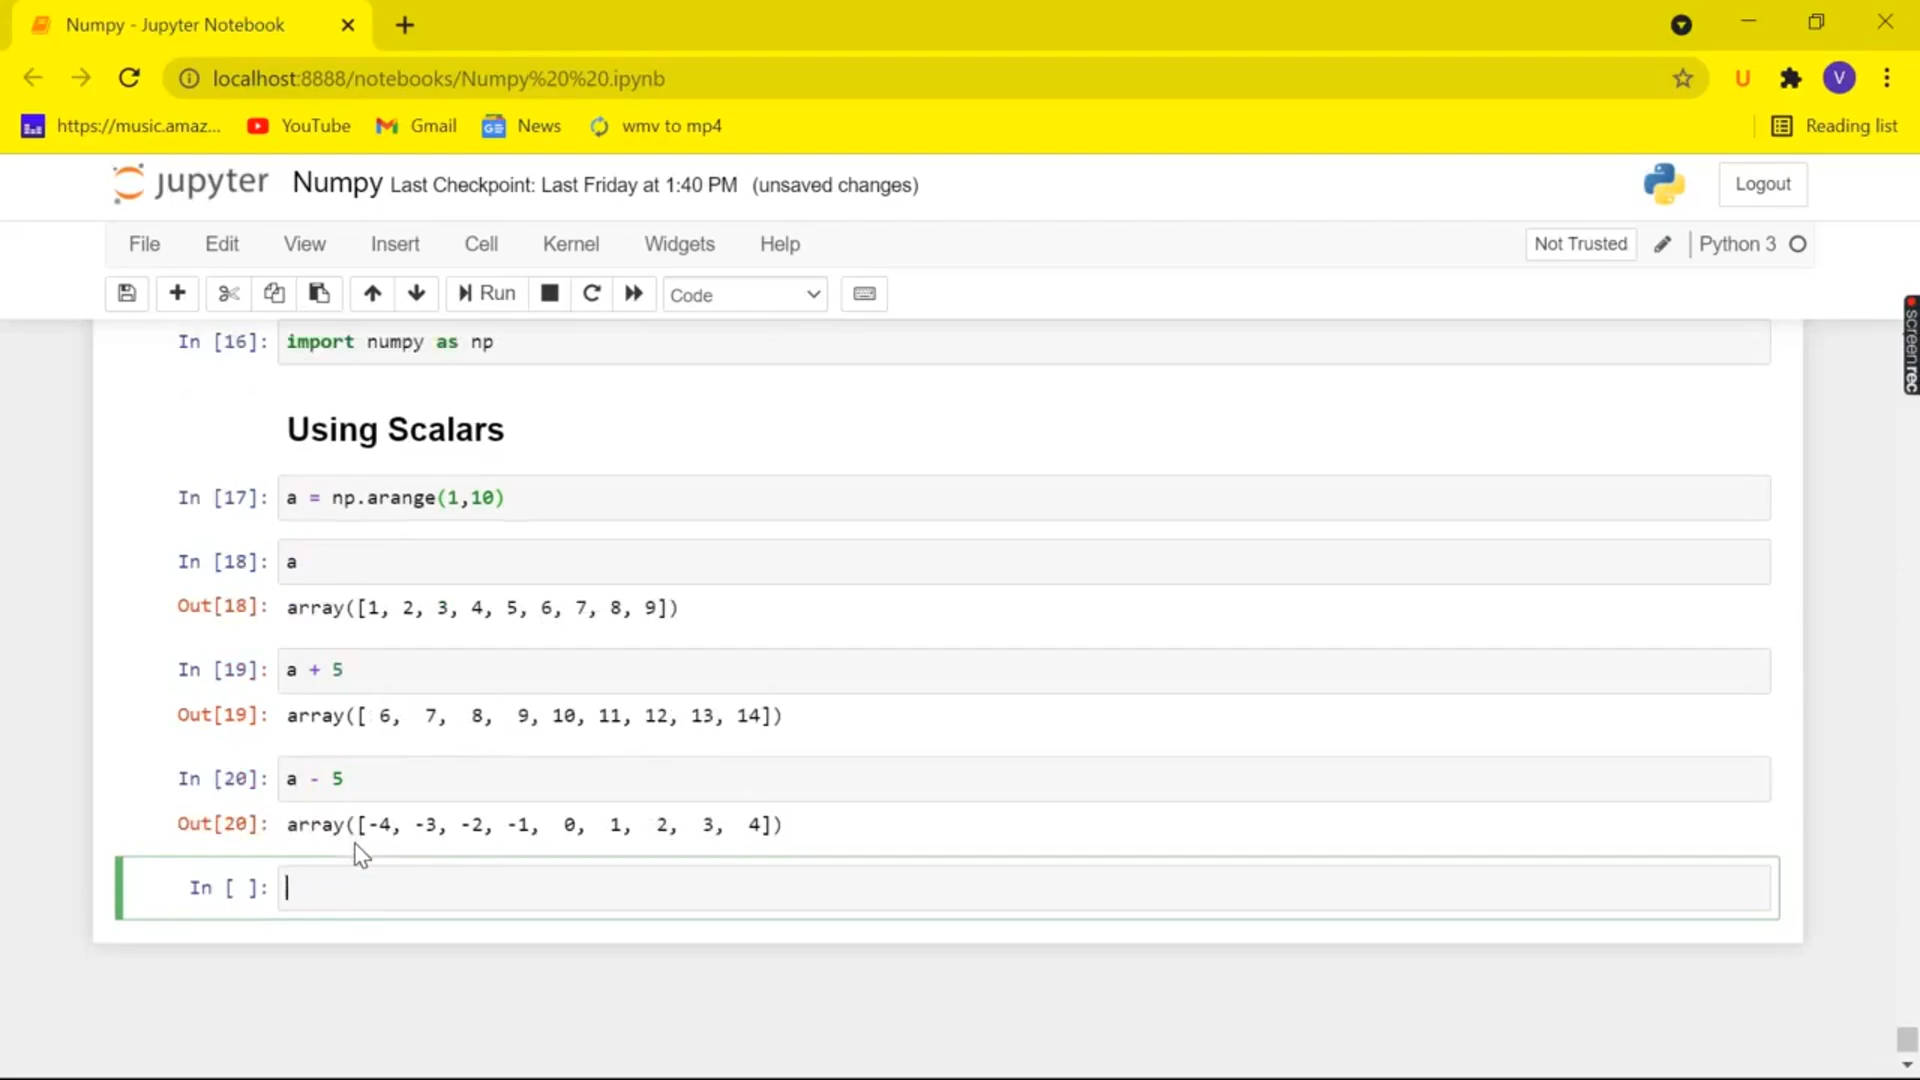 Numpy - Jupyter Notebook
localhost:8888/notebooks/Numpy%20%20.ipynb
U
V
https://music.amaz...
YouTube
Gmail
News
wmv to mp4
Reading list
jupyter Numpy Last Checkpoint: Last Friday at 1:40 PM (unsaved changes)
Logout
File Edit View Insert Cell Kernel Widgets Help
Not Trusted
Python 3
Run
Code
screenrec
In [16]: import numpy as np
Using Scalars
In [17]: a = np.arange(1,10)
In [18]: a
Out[18]: array([1, 2, 3, 4, 5, 6, 7, 8, 9])
In [19]: a + 5
Out[19]: array([ 6,  7,  8,  9, 10, 11, 12, 13, 14])
In [20]: a - 5
Out[20]: array([-4, -3, -2, -1,  0,  1,  2,  3,  4])
In [ ]: